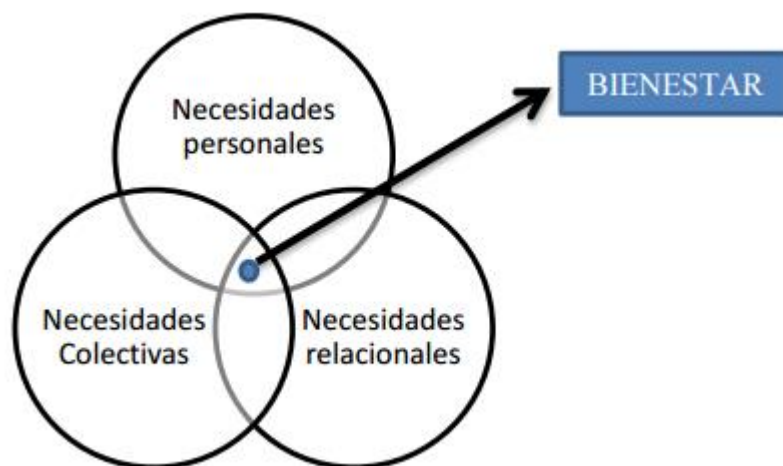 BIENESTAR
Necesidades
personales
Necesidades
Colectivas
Necesidades
relacionales